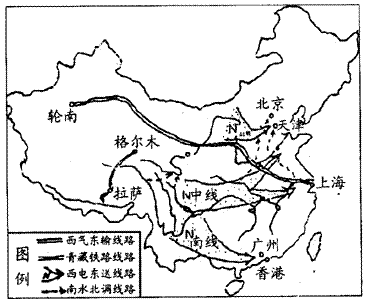 北京
天津
轮南
格尔木
拉萨
上海
N
N中线
N
南线
广州
香港
图例
西气东输线路
青藏铁路线路
西电东送线路
南水北调线路